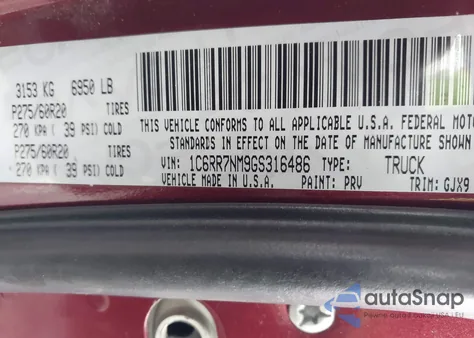 3153 KG 6950 LB
P275/60R20 TIRES
270 KPA ( 39 PSI) COLD
P275/60R20 TIRES
270 KPA ( 39 PSI) COLD
THIS VEHICLE CONFORMS TO ALL APPLICABLE U.S.A. FEDERAL MOTO
STANDARDS IN EFFECT ON THE DATE OF MANUFACTURE SHOWN
VIN: 1C6RR7NM9GS316486 TYPE: TRUCK
VEHICLE MADE IN U.S.A. PAINT: PRV TRIM: GJX9
autoSnap